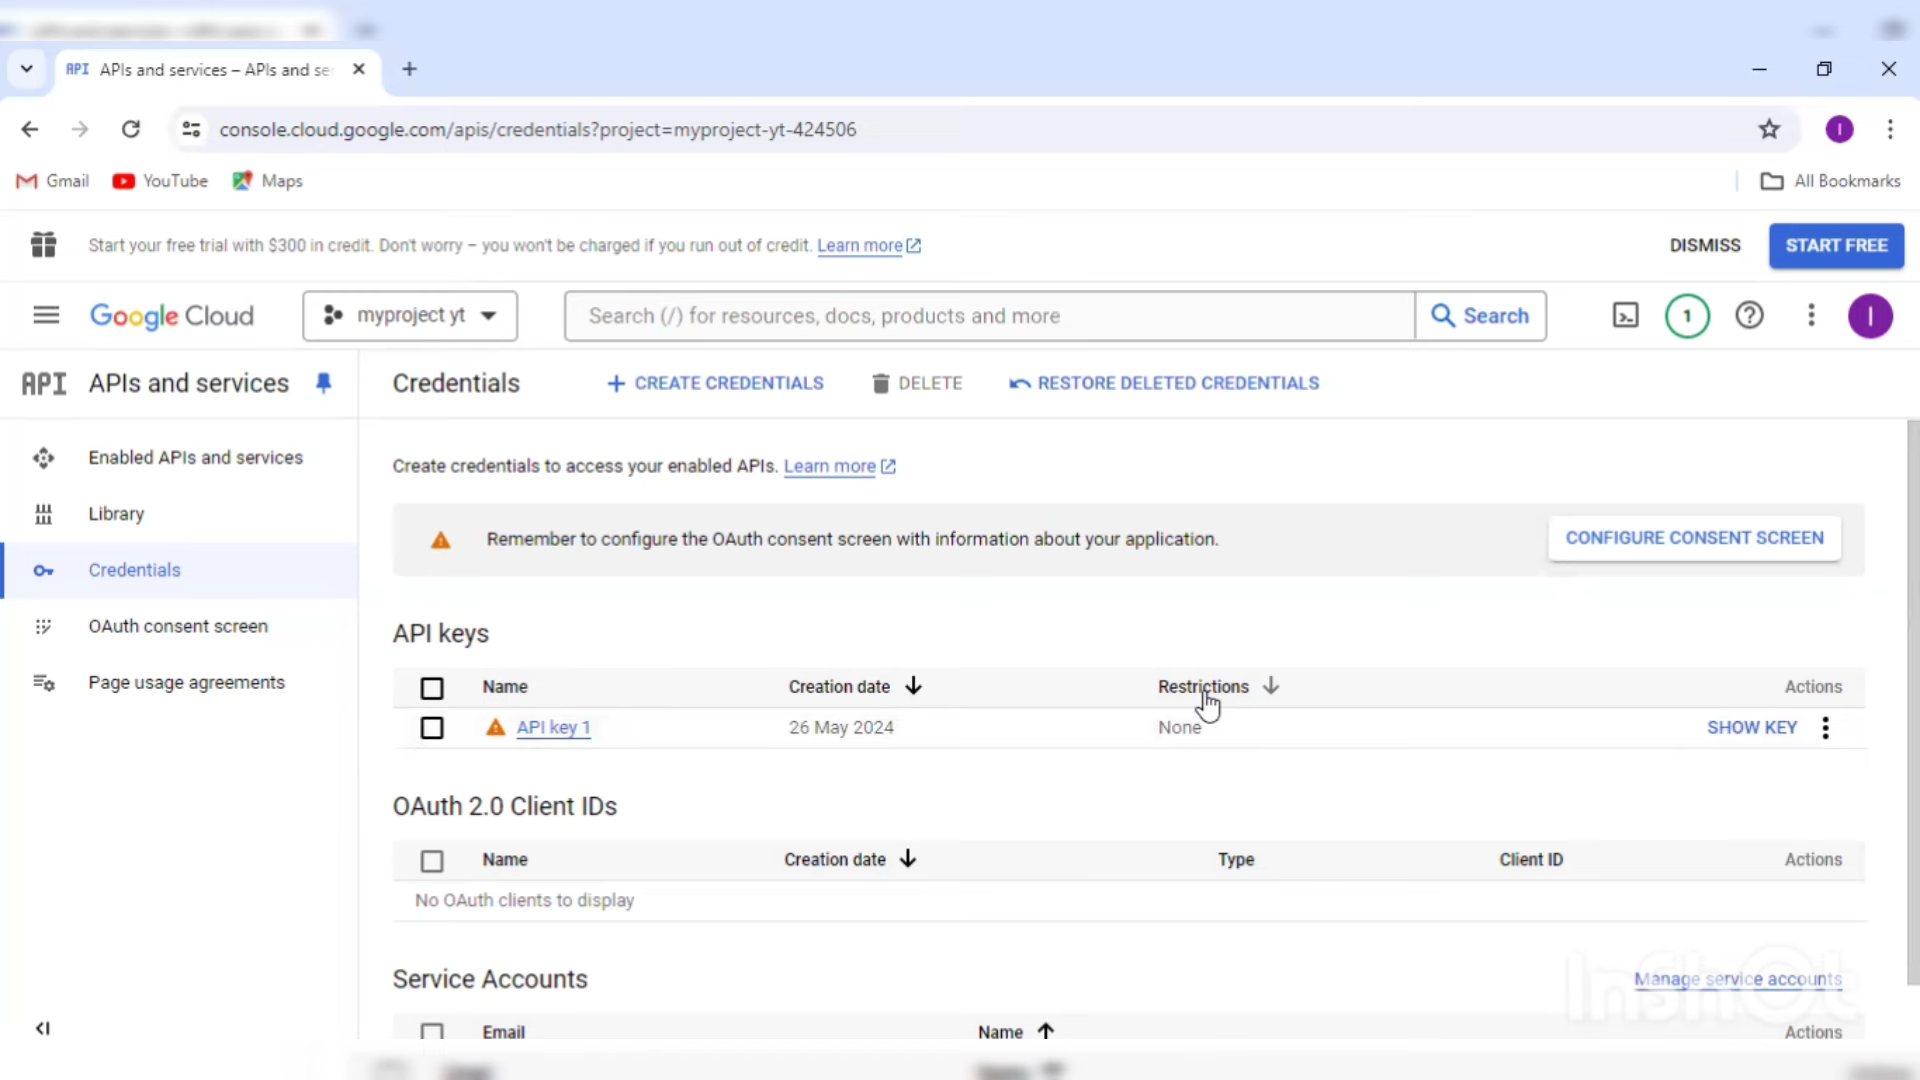 API APIs and services – APIs and se
console.cloud.google.com/apis/credentials?project=myproject-yt-424506
I
Gmail
YouTube
Maps
All Bookmarks
Start your free trial with $300 in credit. Don't worry – you won't be charged if you run out of credit. Learn more
DISMISS
START FREE
Google Cloud
myproject yt
Search (/) for resources, docs, products and more
Search
1
I
API APIs and services
Credentials
CREATE CREDENTIALS
DELETE
RESTORE DELETED CREDENTIALS
Enabled APIs and services
Library
Credentials
OAuth consent screen
Page usage agreements
Create credentials to access your enabled APIs. Learn more
Remember to configure the OAuth consent screen with information about your application.
CONFIGURE CONSENT SCREEN
API keys
Name Creation date Restrictions Actions
API key 1 26 May 2024 None SHOW KEY
OAuth 2.0 Client IDs
Name Creation date Type Client ID Actions
No OAuth clients to display
Service Accounts
Manage service accounts
InShOt
Email Name Actions